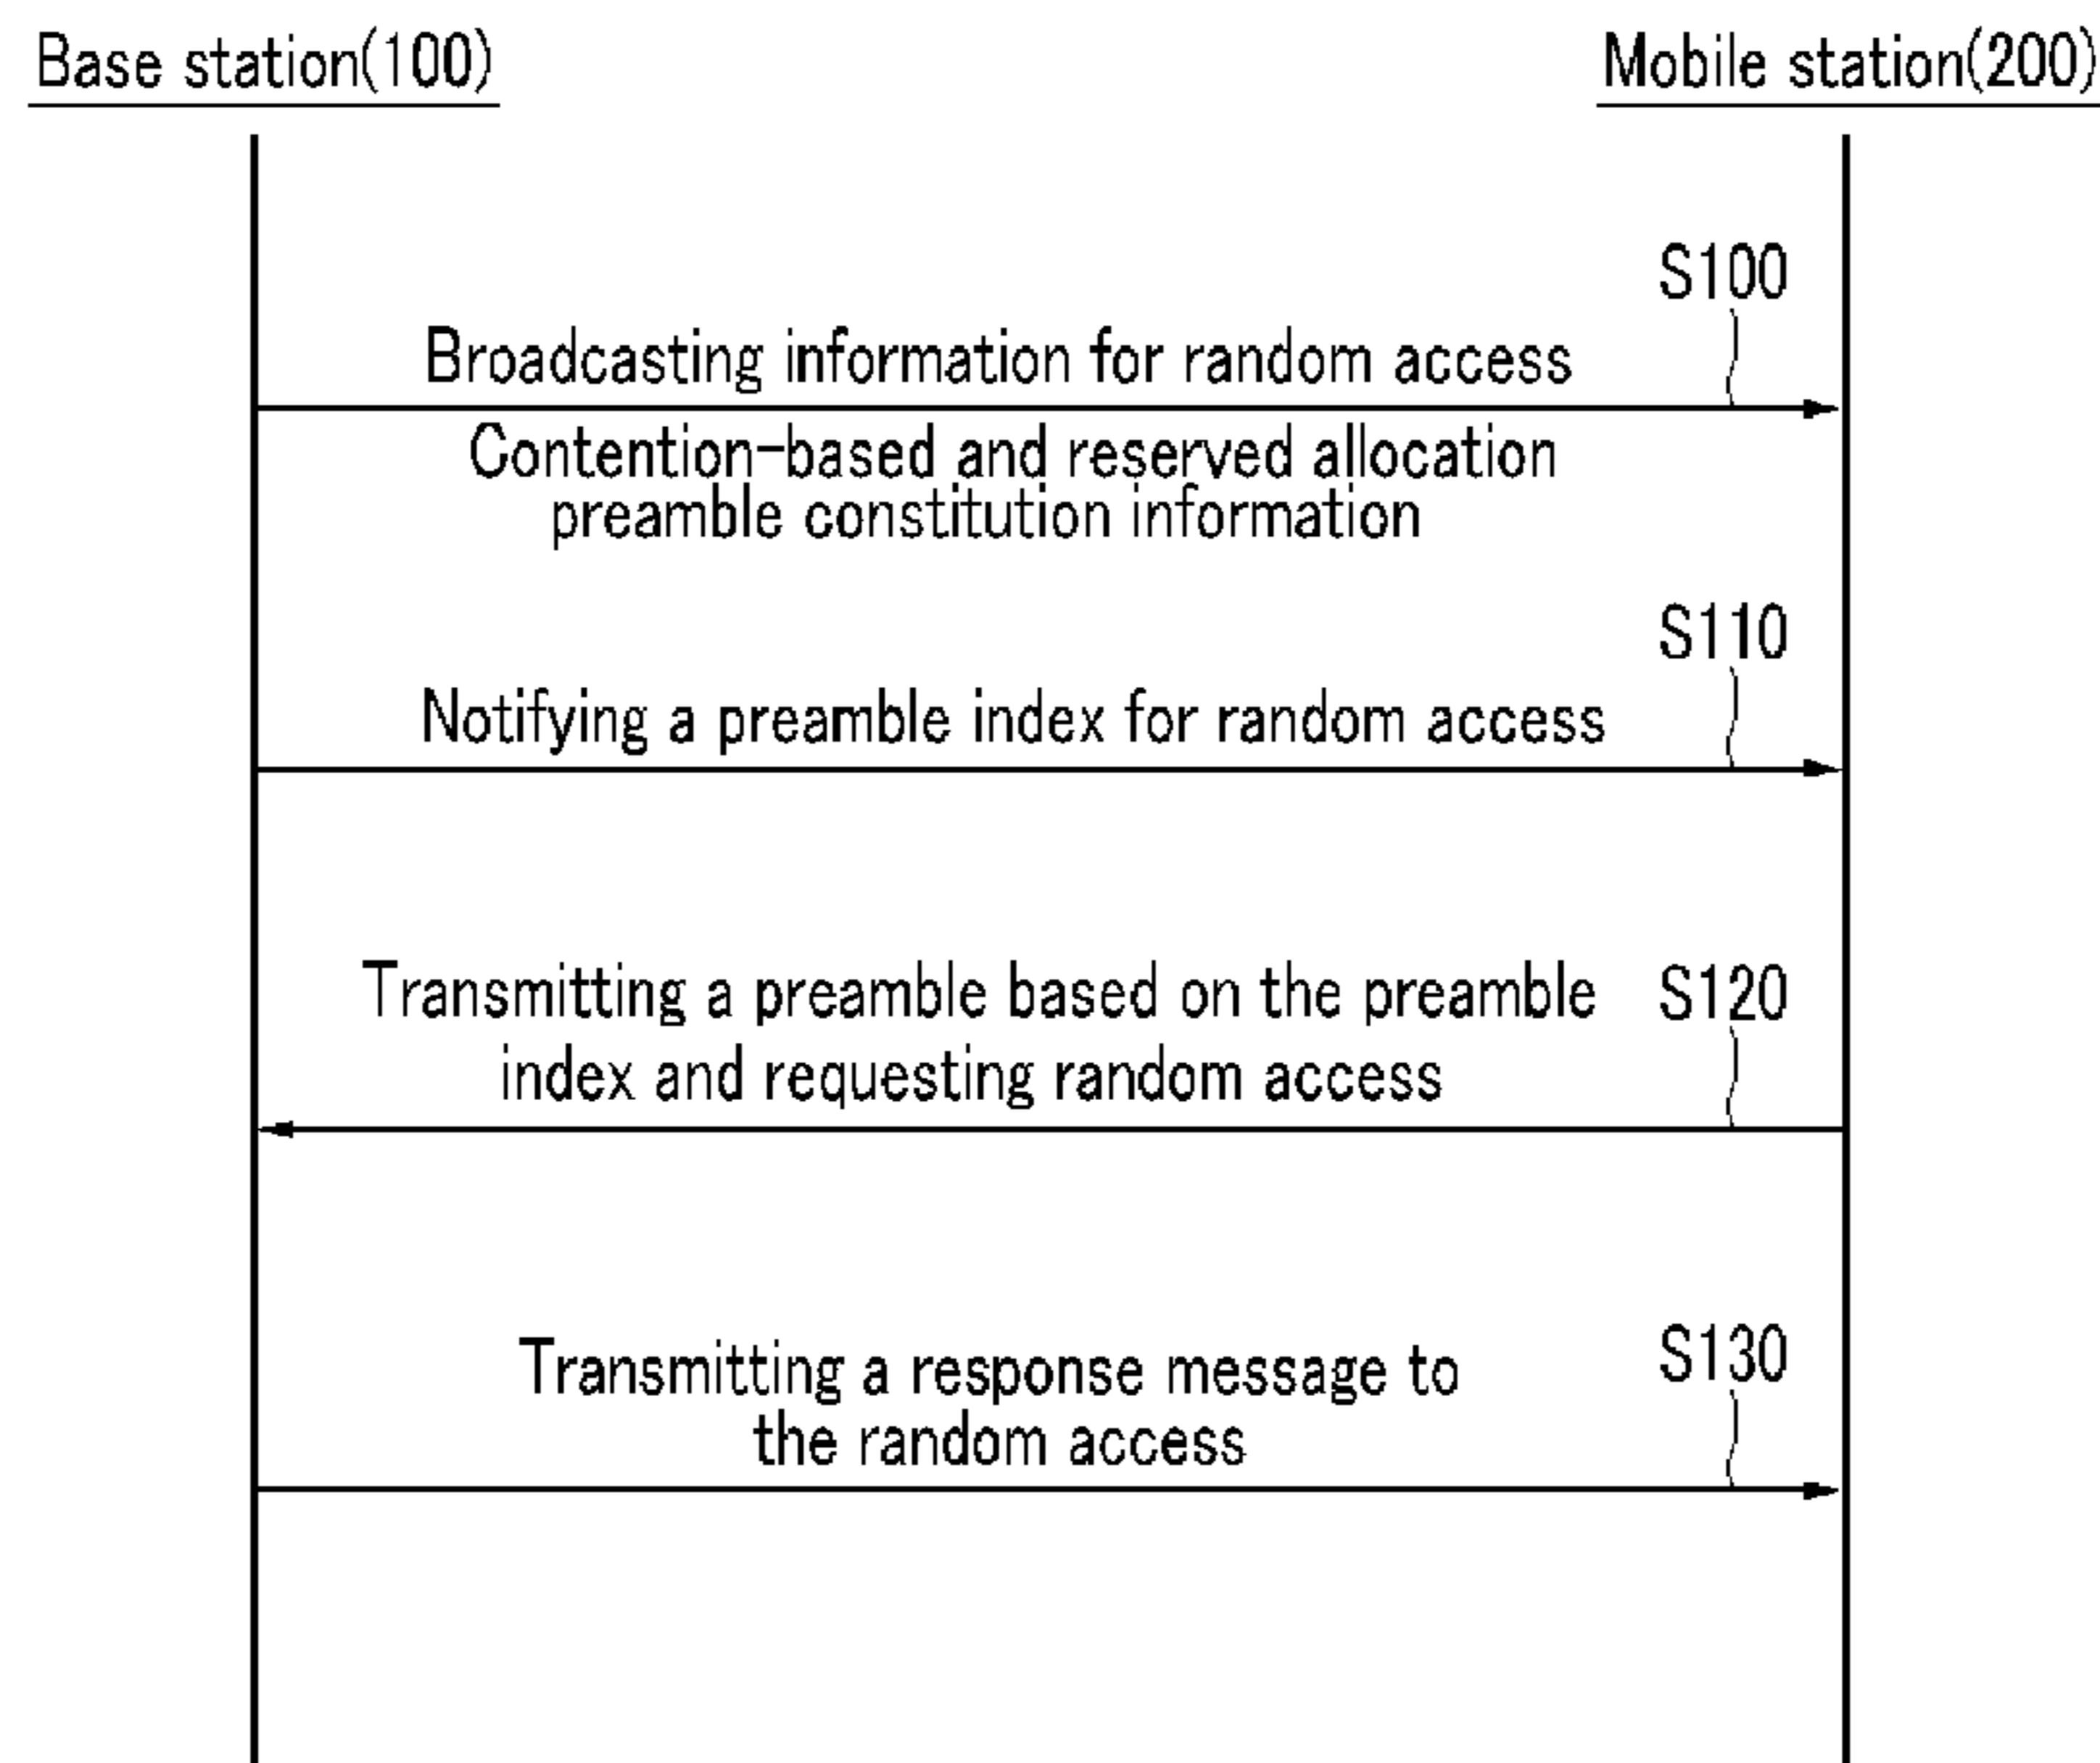 Base station(100)
Mobile station(200)
S100
Broadcasting information for random access
Contention-based and reserved allocation
preamble constitution information
S110
Notifying a preamble index for random access
Transmitting a preamble based on the preamble
S120
index and requesting random access
S130
Transmitting a response message to
the random access